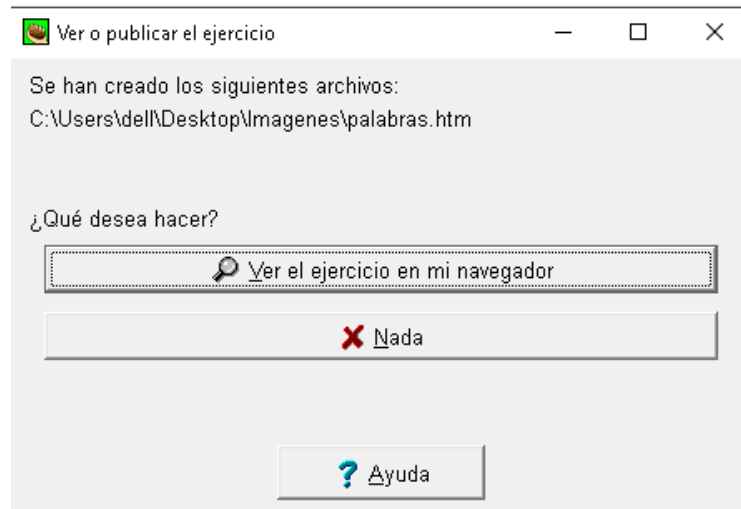 Ver o publicar el ejercicio
Se han creado los siguientes archivos:
C:\Users\dell\Desktop\Imagenes\palabras.htm
¿Qué desea hacer?
Ver el ejercicio en mi navegador
Nada
Ayuda